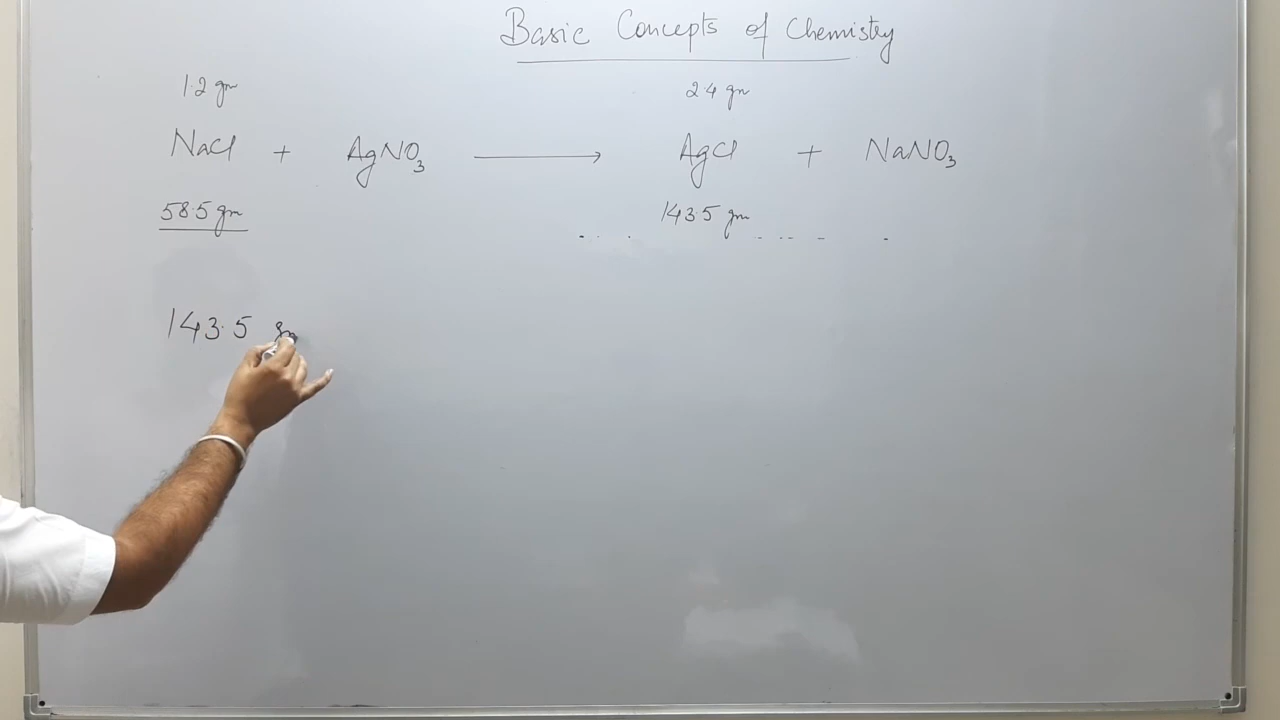 Basic Concepts of Chemistry
1.2 gm 2.4 gm
NaCl + AgNO₃ ⟶ AgCl + NaNO₃
58.5 gm 143.5 gm
143.5 gm